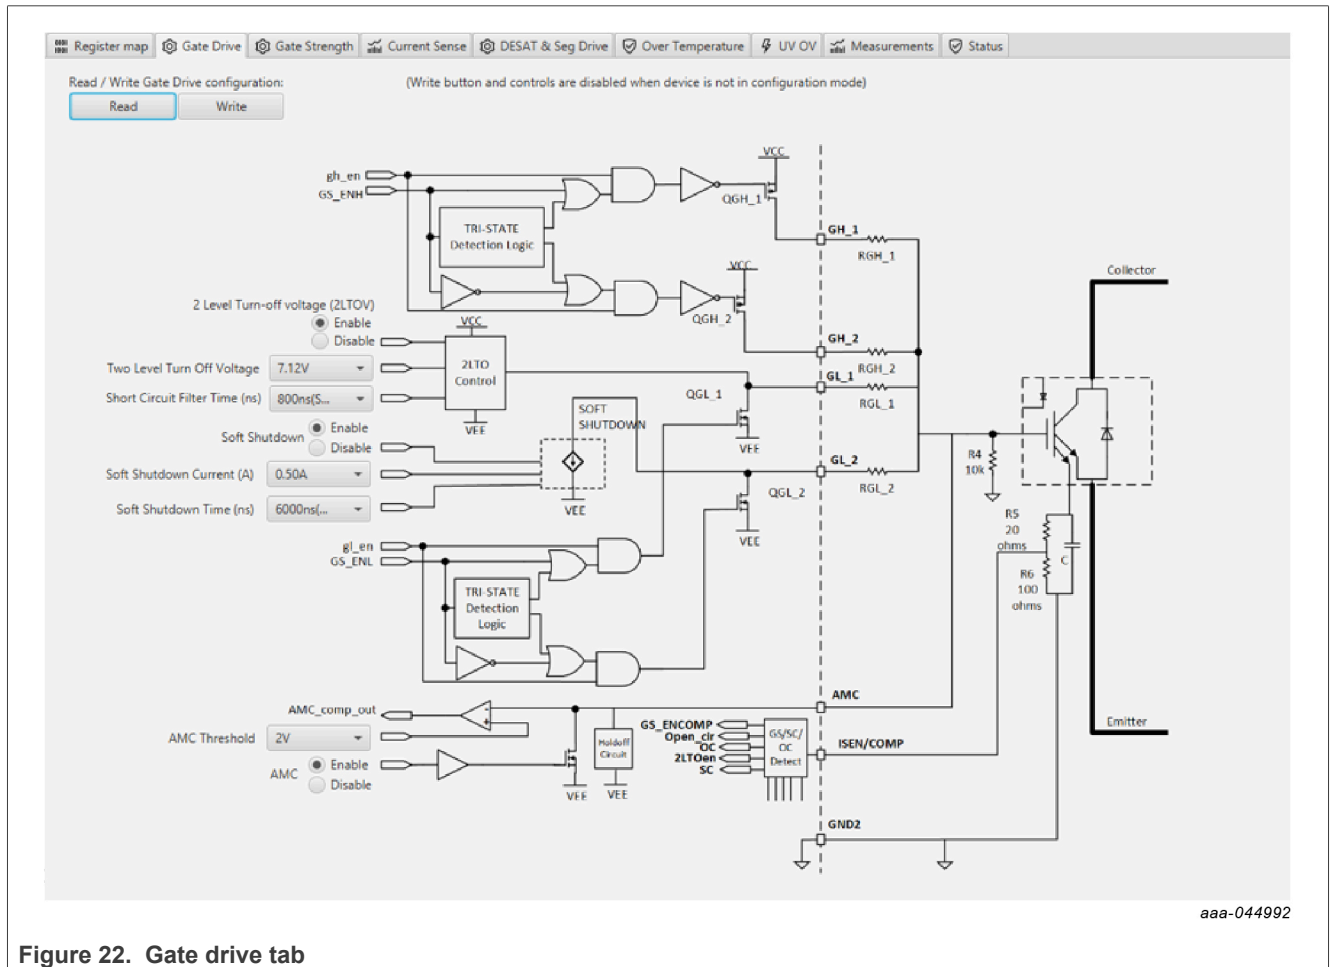 Register map Gate Drive Gate Strength Current Sense DESAT & Seg Drive Over Temperature UV OV Measurements Status
Read / Write Gate Drive configuration:
(Write button and controls are disabled when device is not in configuration mode)
Read Write
VCC
gh_en
GS_ENH
QGH_1
TRI-STATE
Detection Logic
GH_1
RGH_1
VCC
Collector
2 Level Turn-off voltage (2LTOV)
Enable
Disable
VCC
QGH_2
GH_2
RGH_2
2LTO
Control
Two Level Turn Off Voltage 7.12V
GL_1
RGL_1
QGL_1
Short Circuit Filter Time (ns) 800ns(S...
VEE
SOFT
SHUTDOWN
VEE
Soft Shutdown
Enable
Disable
R4
10k
GL_2
RGL_2
Soft Shutdown Current (A) 0.50A
QGL_2
Soft Shutdown Time (ns) 6000ns(...
VEE
VEE
R5
20
ohms
C
R6
100
ohms
gl_en
GS_ENL
TRI-STATE
Detection
Logic
AMC
AMC_comp_out
-
+
AMC Threshold 2V
AMC
Enable
Disable
Holdoff
Circuit
VEE
VEE
GS_ENCOMP
Open_cir
OC
2LTOen
SC
GS/SC/
OC
Detect
ISEN/COMP
Emitter
GND2
aaa-044992
Figure 22. Gate drive tab